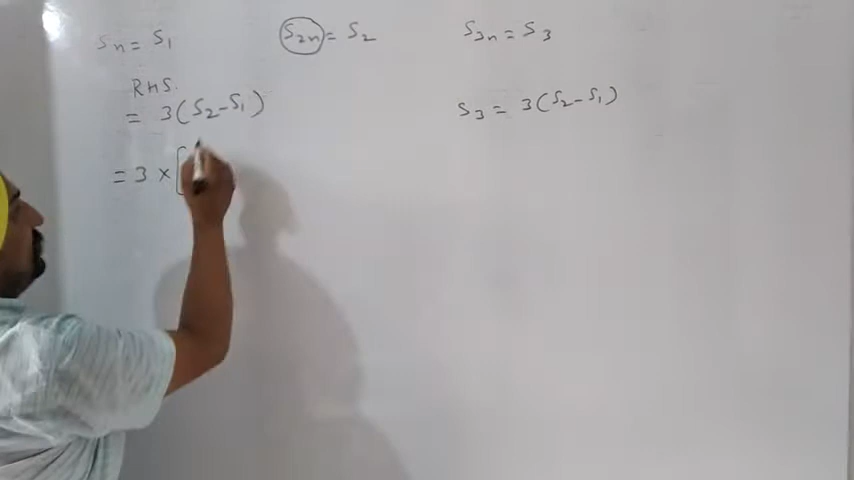 Sn = S1 S2n = S2 S3n = S3
RHS.
= 3(S2-S1) S3 = 3(S2-S1)
= 3 × [